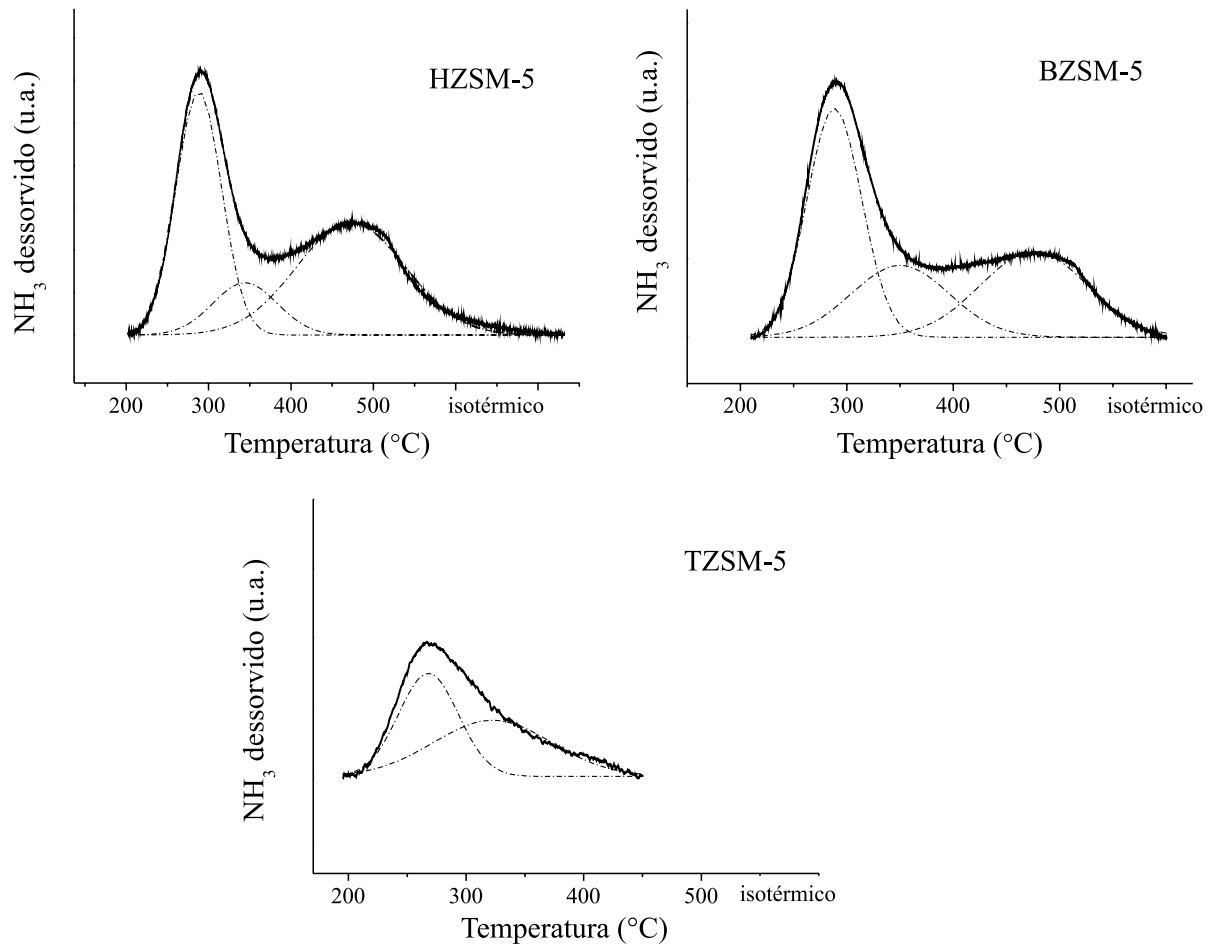 HZSM-5
NH3 dessorvido (u.a.)
200 300 400 500 isotérmico
Temperatura (°C)
BZSM-5
NH3 dessorvido (u.a.)
200 300 400 500 isotérmico
Temperatura (°C)
TZSM-5
NH3 dessorvido (u.a.)
200 300 400 500 isotérmico
Temperatura (°C)